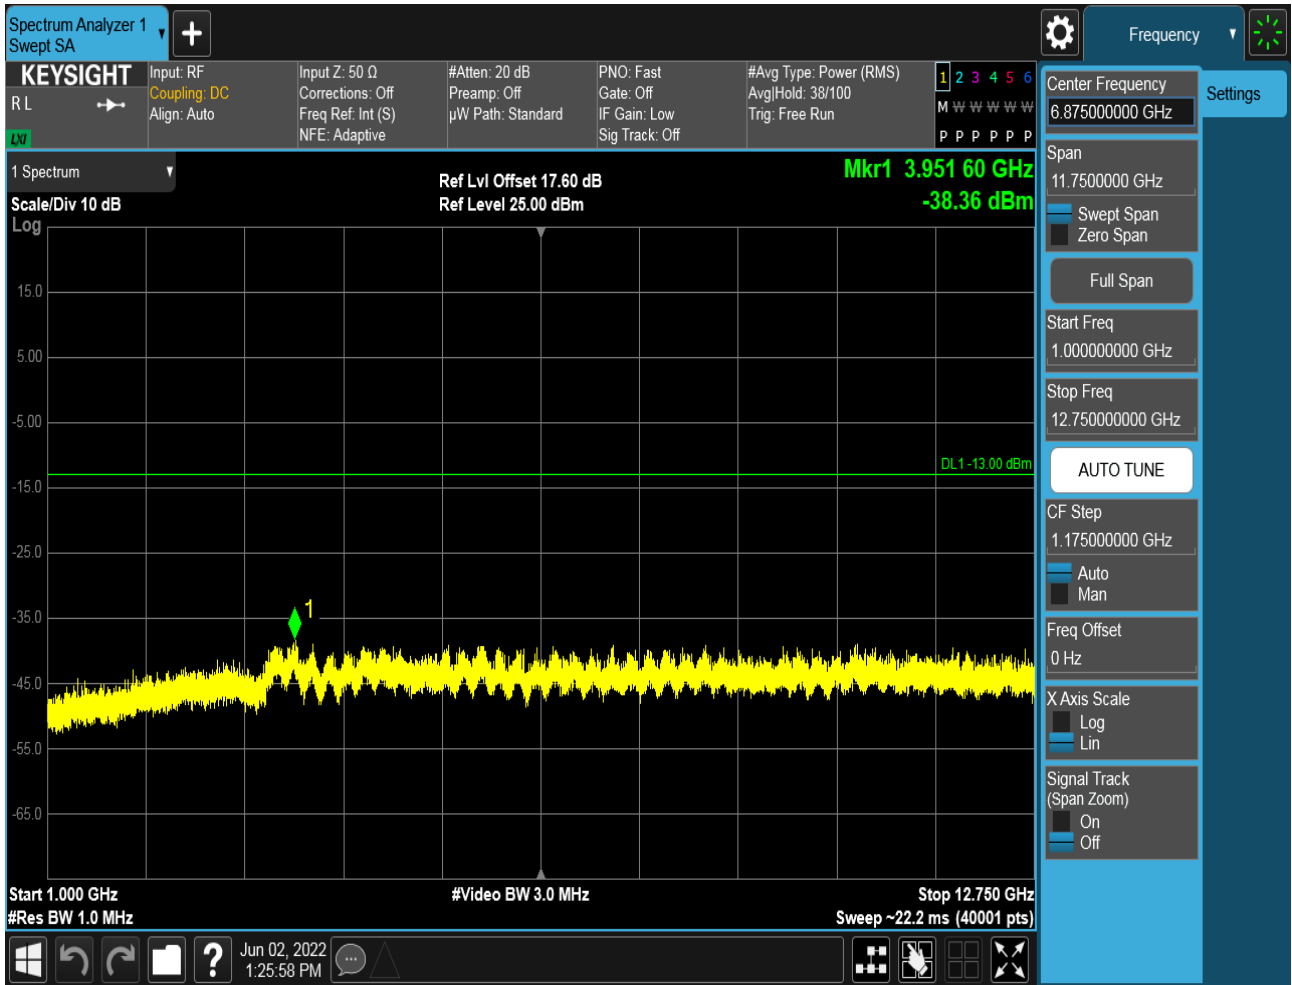 Spectrum Analyzer 1
Swept SA
Frequency
KEYSIGHT
R L
LXI
Input: RF
Coupling: DC
Align: Auto
Input Z: 50 Ω
Corrections: Off
Freq Ref: Int (S)
NFE: Adaptive
#Atten: 20 dB
Preamp: Off
µW Path: Standard
PNO: Fast
Gate: Off
IF Gain: Low
Sig Track: Off
#Avg Type: Power (RMS)
Avg|Hold: 38/100
Trig: Free Run
1 2 3 4 5 6
M W W W W W
P P P P P P
1 Spectrum
Scale/Div 10 dB
Log
Ref Lvl Offset 17.60 dB
Ref Level 25.00 dBm
Mkr1 3.951 60 GHz
-38.36 dBm
15.0
5.00
-5.00
DL1 -13.00 dBm
-15.0
-25.0
-35.0
1
-45.0
-55.0
-65.0
Start 1.000 GHz
#Video BW 3.0 MHz
Stop 12.750 GHz
#Res BW 1.0 MHz
Sweep ~22.2 ms (40001 pts)
?
Jun 02, 2022
1:25:58 PM
Center Frequency
6.875000000 GHz
Settings
Span
11.7500000 GHz
Swept Span
Zero Span
Full Span
Start Freq
1.000000000 GHz
Stop Freq
12.750000000 GHz
AUTO TUNE
CF Step
1.175000000 GHz
Auto
Man
Freq Offset
0 Hz
X Axis Scale
Log
Lin
Signal Track
(Span Zoom)
On
Off